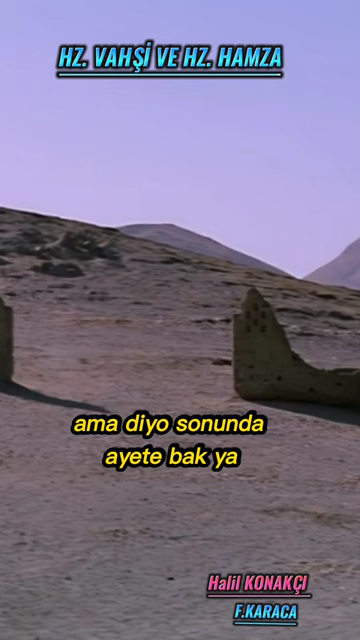 HZ. VAHŞİ VE HZ. HAMZA
ama diyo sonunda
ayete bak ya
Halil KONAKÇI
F.KARACA